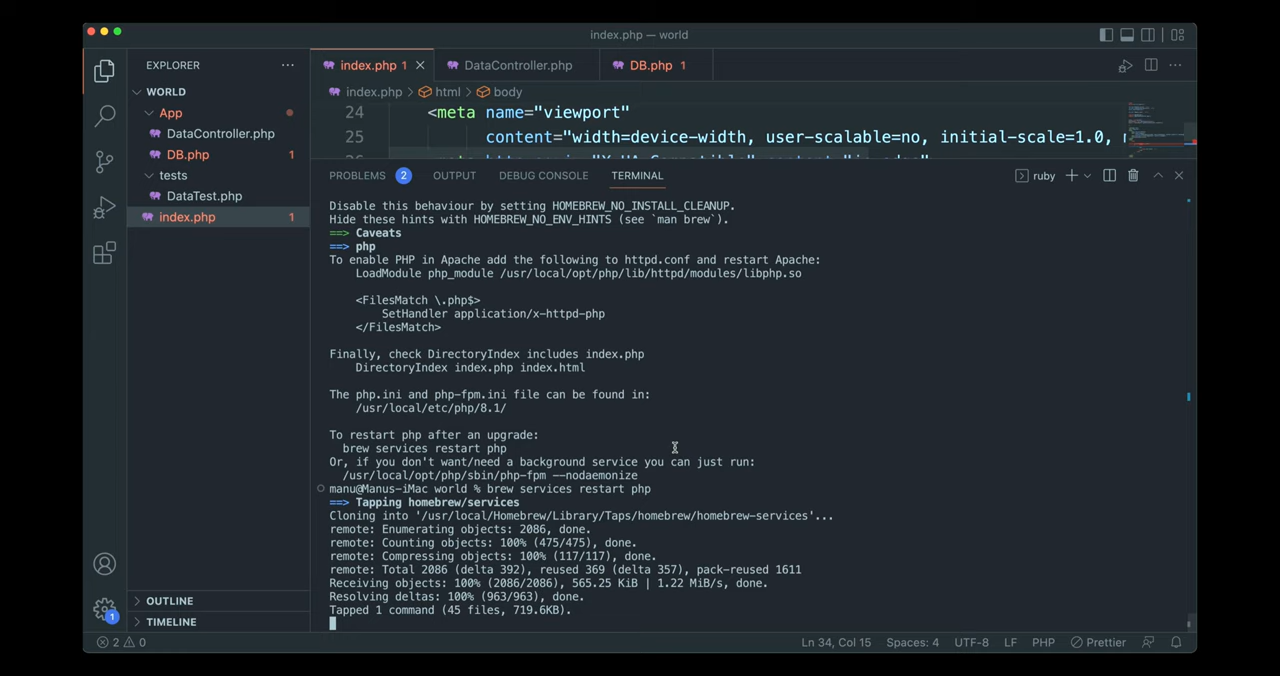 index.php — world
EXPLORER
WORLD
App
DataController.php
DB.php 1
tests
DataTest.php
index.php 1
OUTLINE
TIMELINE
index.php 1
DataController.php
DB.php 1
index.php
html
body
24 <meta name="viewport"
25 content="width=device-width, user-scalable=no, initial-scale=1.0,
PROBLEMS 2 OUTPUT DEBUG CONSOLE TERMINAL
ruby
Disable this behaviour by setting HOMEBREW_NO_INSTALL_CLEANUP.
Hide these hints with HOMEBREW_NO_ENV_HINTS (see `man brew`).
==> Caveats
==> php
To enable PHP in Apache add the following to httpd.conf and restart Apache:
LoadModule php_module /usr/local/opt/php/lib/httpd/modules/libphp.so
<FilesMatch \.php$>
SetHandler application/x-httpd-php
</FilesMatch>
Finally, check DirectoryIndex includes index.php
DirectoryIndex index.php index.html
The php.ini and php-fpm.ini file can be found in:
/usr/local/etc/php/8.1/
To restart php after an upgrade:
brew services restart php
Or, if you don't want/need a background service you can just run:
/usr/local/opt/php/sbin/php-fpm --nodaemonize
manu@Manus-iMac world % brew services restart php
==> Tapping homebrew/services
Cloning into '/usr/local/Homebrew/Library/Taps/homebrew/homebrew-services'...
remote: Enumerating objects: 2086, done.
remote: Counting objects: 100% (475/475), done.
remote: Compressing objects: 100% (117/117), done.
remote: Total 2086 (delta 392), reused 369 (delta 357), pack-reused 1611
Receiving objects: 100% (2086/2086), 565.25 KiB | 1.22 MiB/s, done.
Resolving deltas: 100% (963/963), done.
Tapped 1 command (45 files, 719.6KB).
1
2 0
Ln 34, Col 15 Spaces: 4 UTF-8 LF PHP Prettier